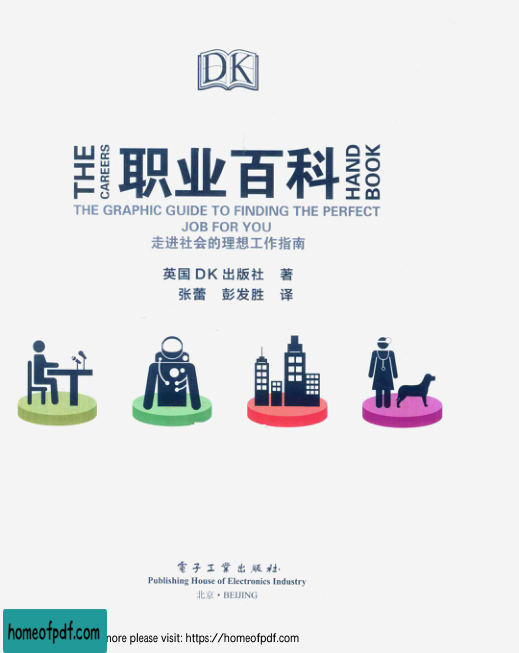 DK
THE CAREERS 职业百科 HAND BOOK
THE GRAPHIC GUIDE TO FINDING THE PERFECT
JOB FOR YOU
走进社会的理想工作指南
英国 DK 出版社 著
张蕾 彭发胜 译
電子工業出版社·
Publishing House of Electronics Industry
北京·BEIJING
homeofpdf.com
ore please visit: https://homeofpdf.com